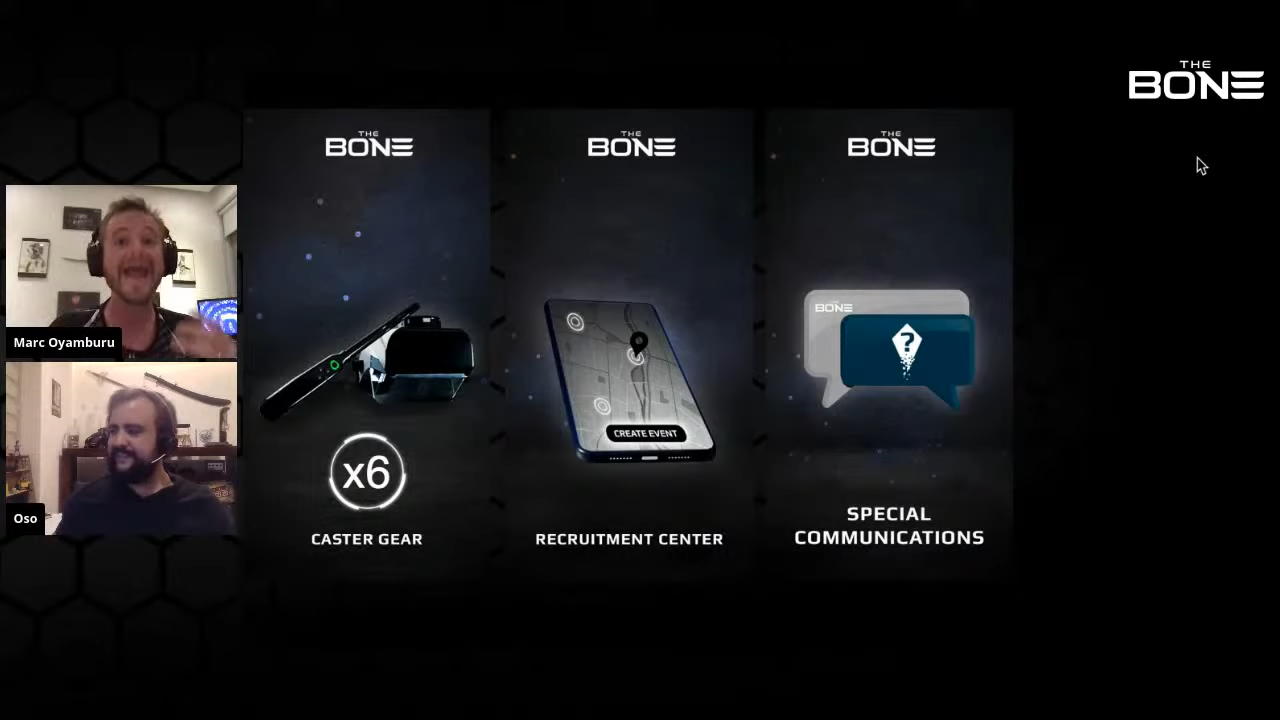 THE
BONE
Marc Oyamburu
Oso
THE
BONE
x6
CASTER GEAR
THE
BONE
CREATE EVENT
RECRUITMENT CENTER
THE
BONE
BONE
?
SPECIAL
COMMUNICATIONS